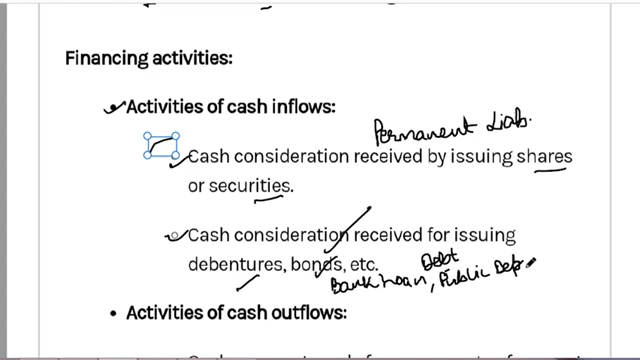 Financing activities:
Activities of cash inflows:
Permanent Liab.
Cash consideration received by issuing shares
or securities.
Cash consideration received for issuing
debentures, bonds, etc.
Debt
Bank Loan, Public Dep
• Activities of cash outflows: